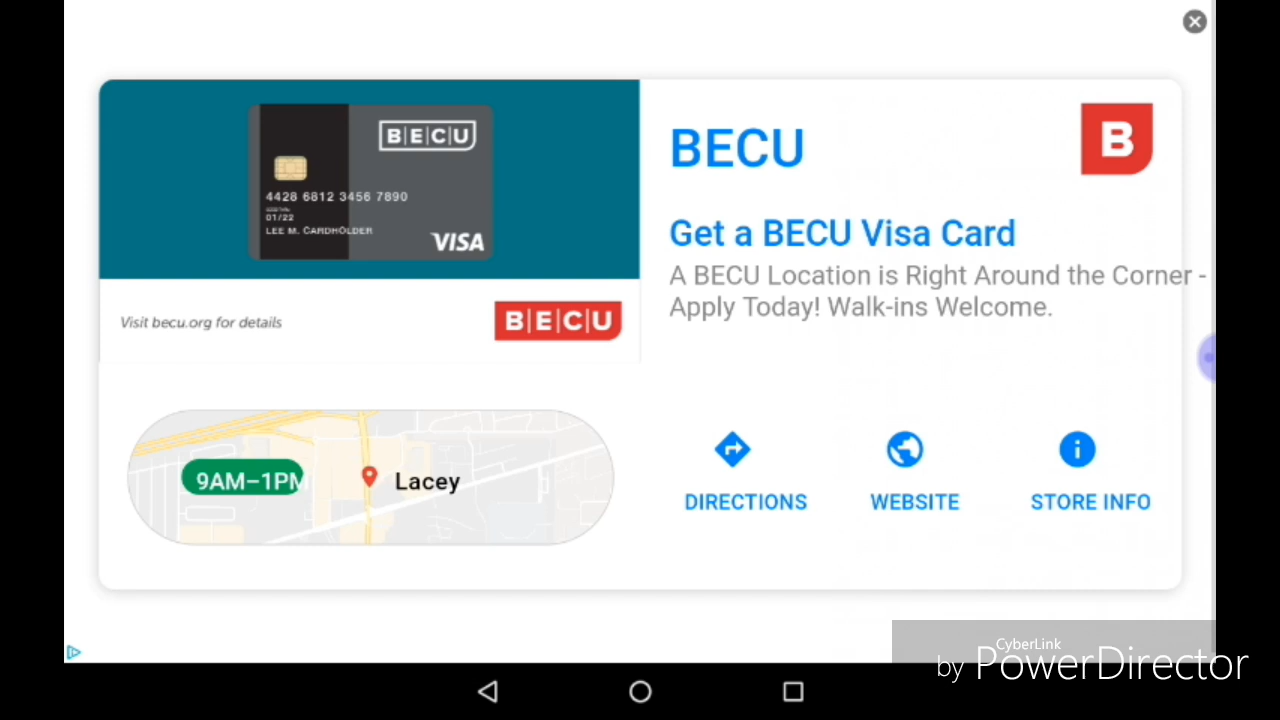 B|E|C|U
4428 6812 3456 7890
01/22
LEE M. CARDHOLDER
VISA
Visit becu.org for details
B|E|C|U
BECU
B
Get a BECU Visa Card
A BECU Location is Right Around the Corner -
Apply Today! Walk-ins Welcome.
9AM–1PM
Lacey
DIRECTIONS
WEBSITE
STORE INFO
CyberLink
by PowerDirector